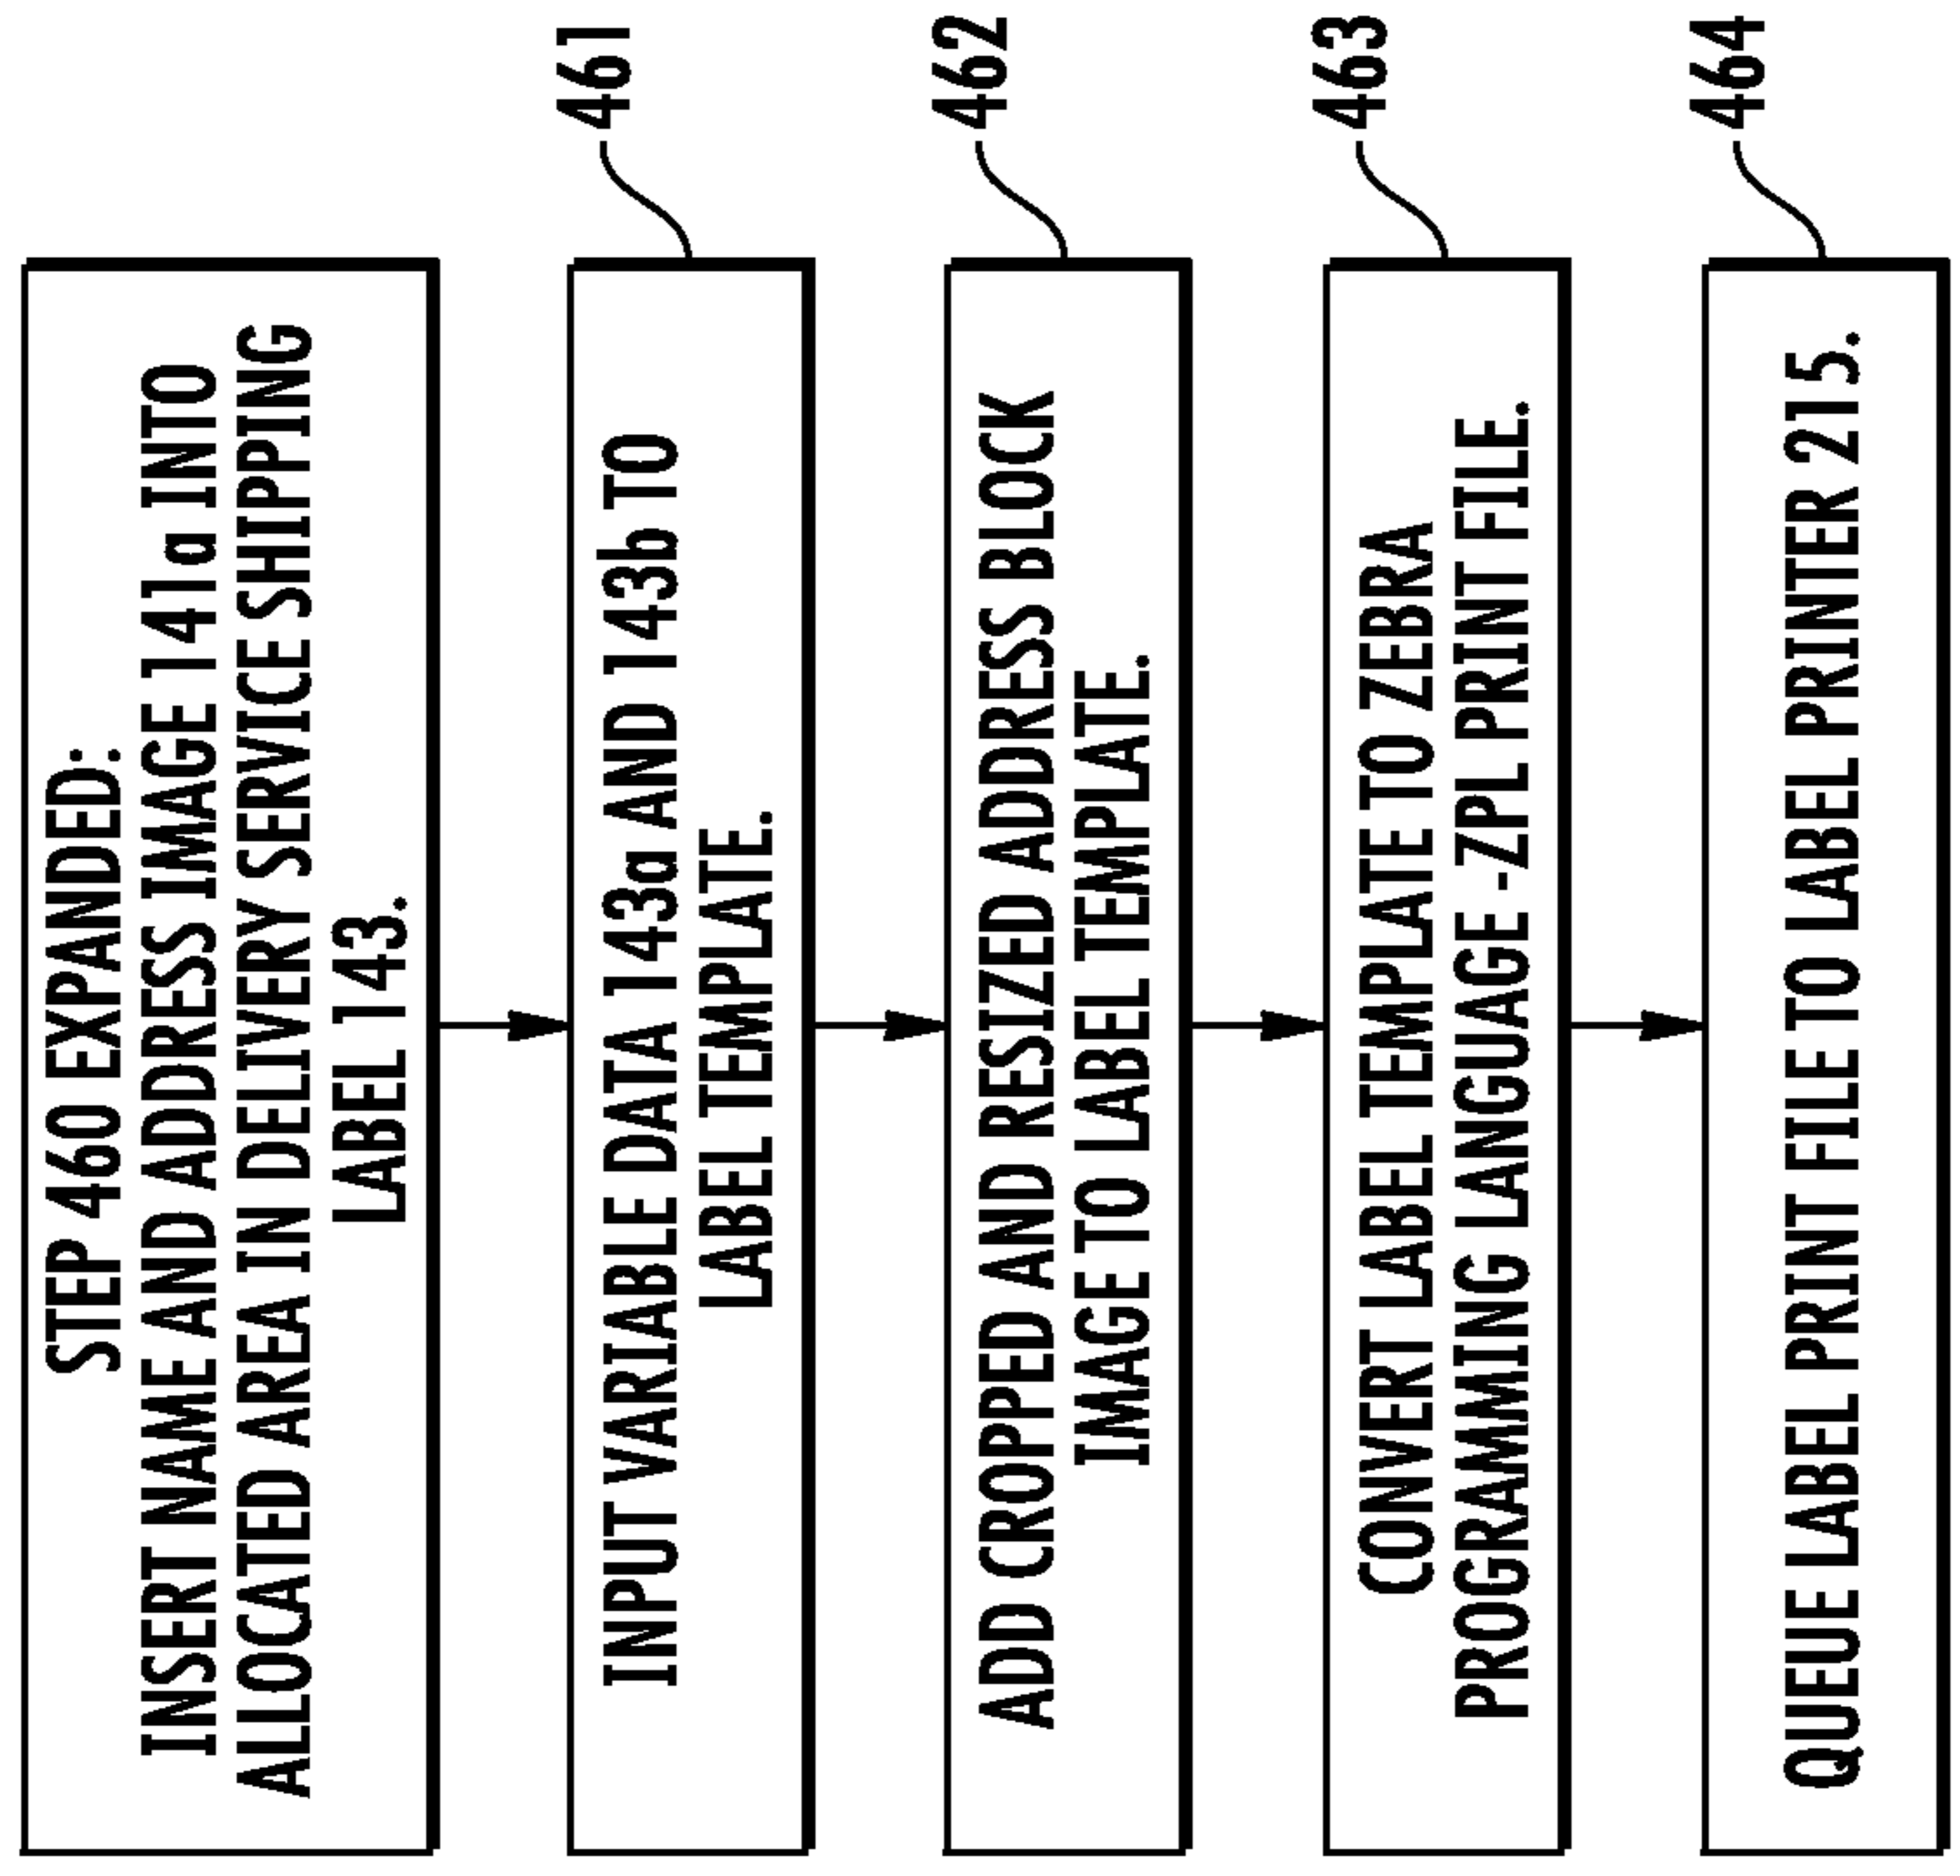 STEP 460 EXPANDED:
INSERT NAME AND ADDRESS IMAGE 141a INTO
ALLOCATED AREA IN DELIVERY SERVICE SHIPPING
LABEL 143.
461
INPUT VARIABLE DATA 143a AND 143b TO
LABEL TEMPLATE.
462
ADD CROPPED AND RESIZED ADDRESS BLOCK
IMAGE TO LABEL TEMPLATE.
463
CONVERT LABEL TEMPLATE TO ZEBRA
PROGRAMMING LANGUAGE -ZPL PRINT FILE.
464
QUEUE LABEL PRINT FILE TO LABEL PRINTER 215.